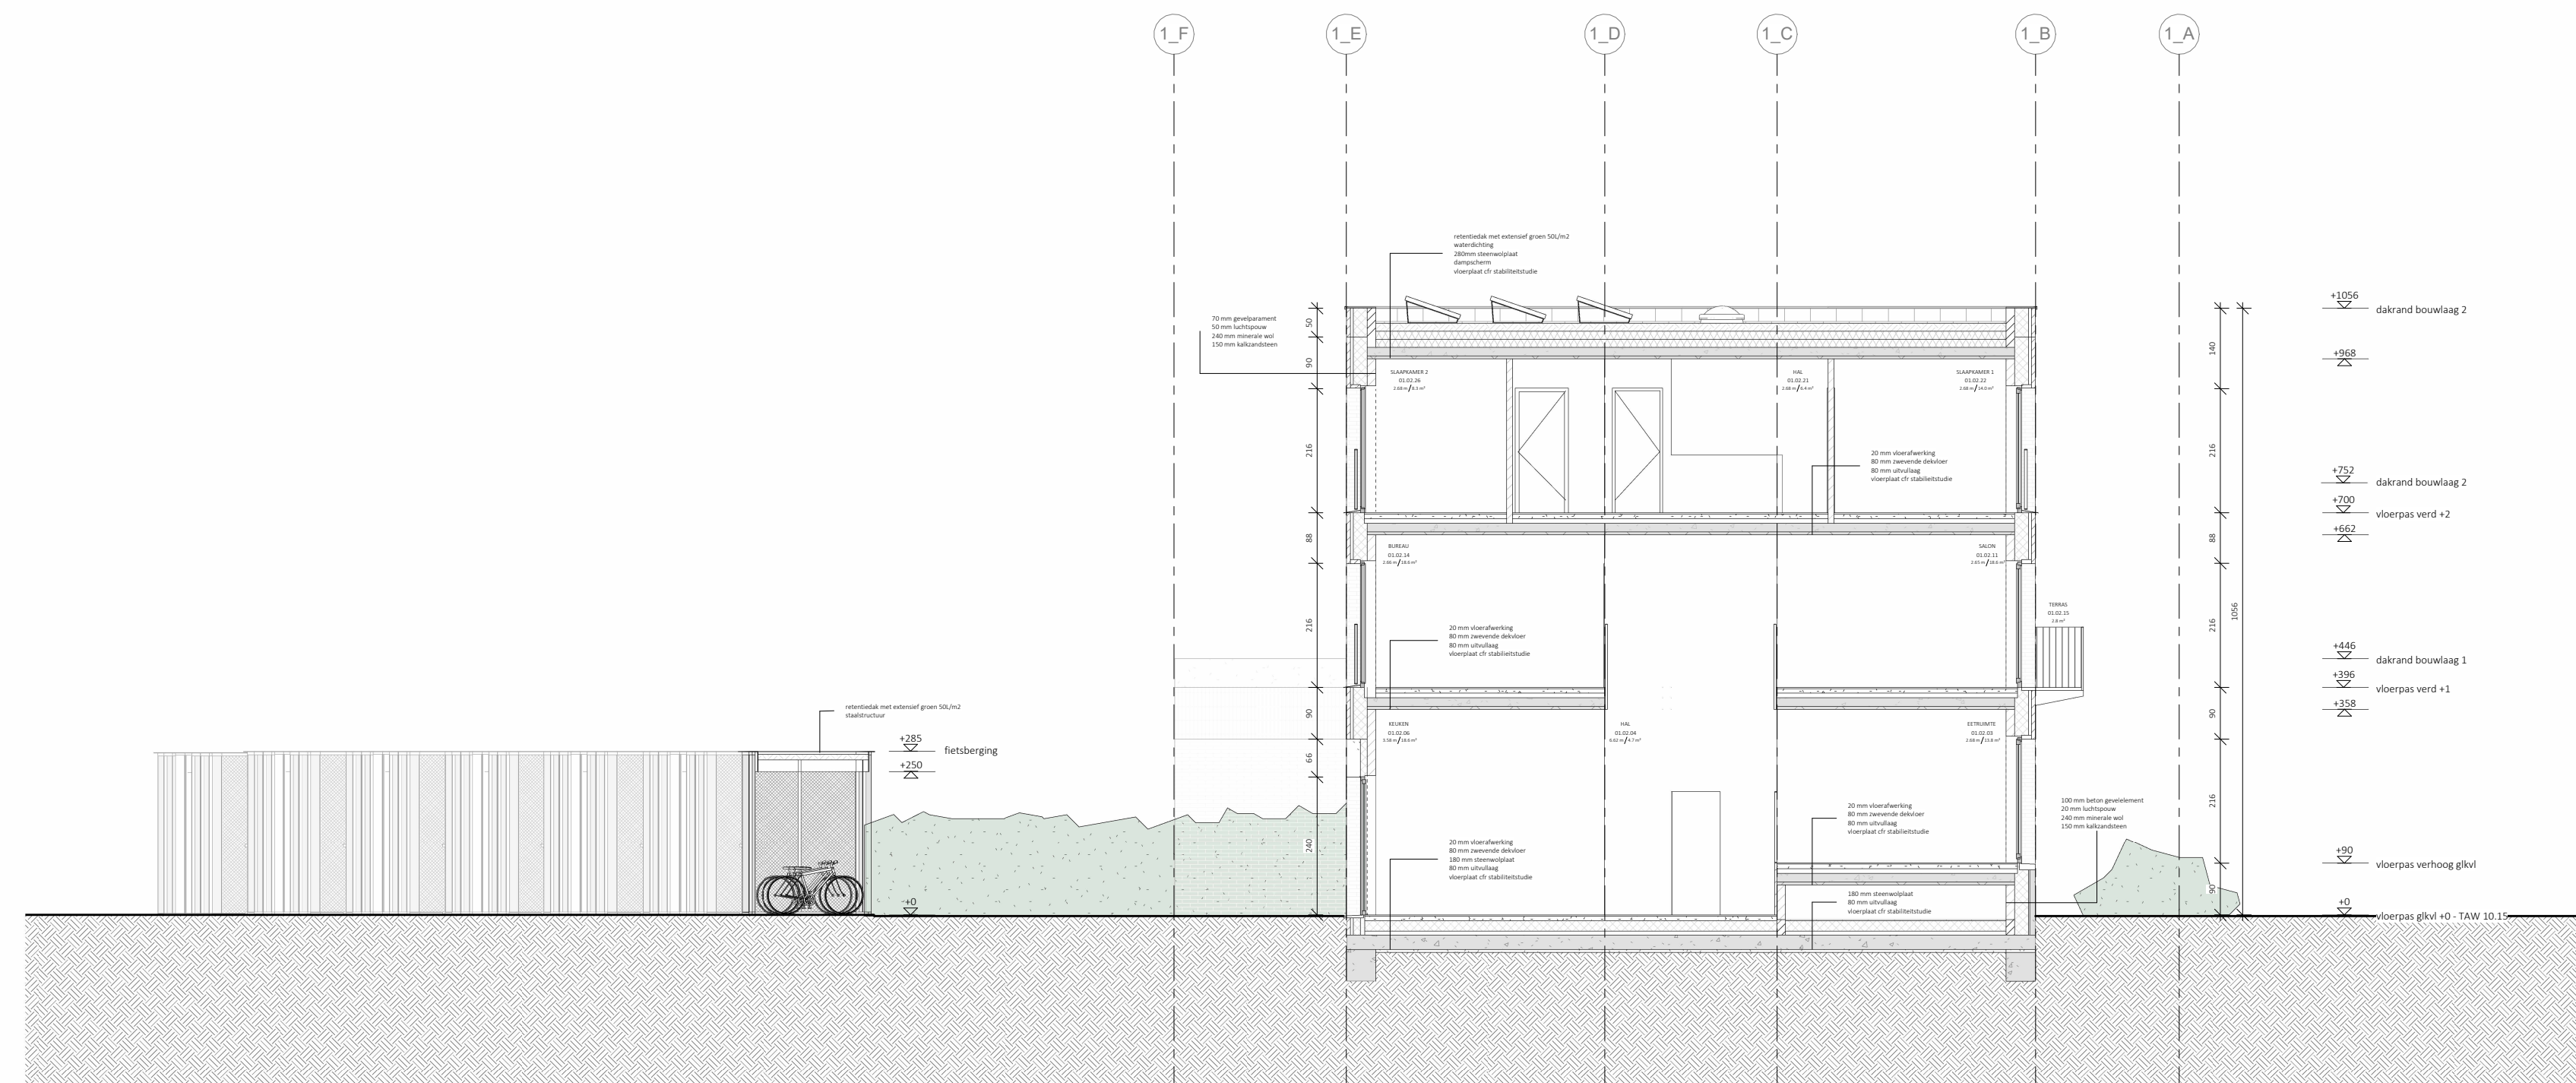 1_F
1_E
1_D
1_C
1_B
1_A
retentiedak met extensief groen 50L/m2
waterdichting
280mm steenwolplaat
dampscherm
vloerplaat cfr stabiliteitstudie
70 mm gevelparament
50 mm luchtspouw
240 mm minerale wol
150 mm kalkzandsteen
50
90
216
88
216
90
66
240
SLAAPKAMER 2
01.02.26
HAL
01.02.21
SLAAPKAMER 1
01.02.22
20 mm vloerafwerking
80 mm zwevende dekvloer
80 mm uitvullaag
vloerplaat cfr stabilieitstudie
BUREAU
01.02.14
SALON
01.02.11
20 mm vloerafwerking
80 mm zwevende dekvloer
80 mm uitvullaag
vloerplaat cfr stabilieitstudie
TERRAS
01.02.15
2.8 m²
KEUKEN
01.02.06
HAL
01.02.04
EETRUIMTE
01.02.03
20 mm vloerafwerking
80 mm zwevende dekvloer
180 mm steenwolplaat
80 mm uitvullaag
vloerplaat cfr stabilieitstudie
20 mm vloerafwerking
80 mm zwevende dekvloer
80 mm uitvullaag
vloerplaat cfr stabilieitstudie
180 mm steenwolplaat
80 mm uitvullaag
vloerplaat cfr stabilieitstudie
100 mm beton gevelelement
20 mm luchtspouw
240 mm minerale wol
150 mm kalkzandsteen
retentiedak met extensief groen 50L/m2
staalstructuur
+285
fietsberging
+250
+0
140
216
88
216
90
216
90
1056
+1056
dakrand bouwlaag 2
+968
+752
dakrand bouwlaag 2
+700
vloerpas verd +2
+662
+446
dakrand bouwlaag 1
+396
vloerpas verd +1
+358
+90
vloerpas verhoog glkvl
+0
vloerpas glkvl +0 - TAW 10.15